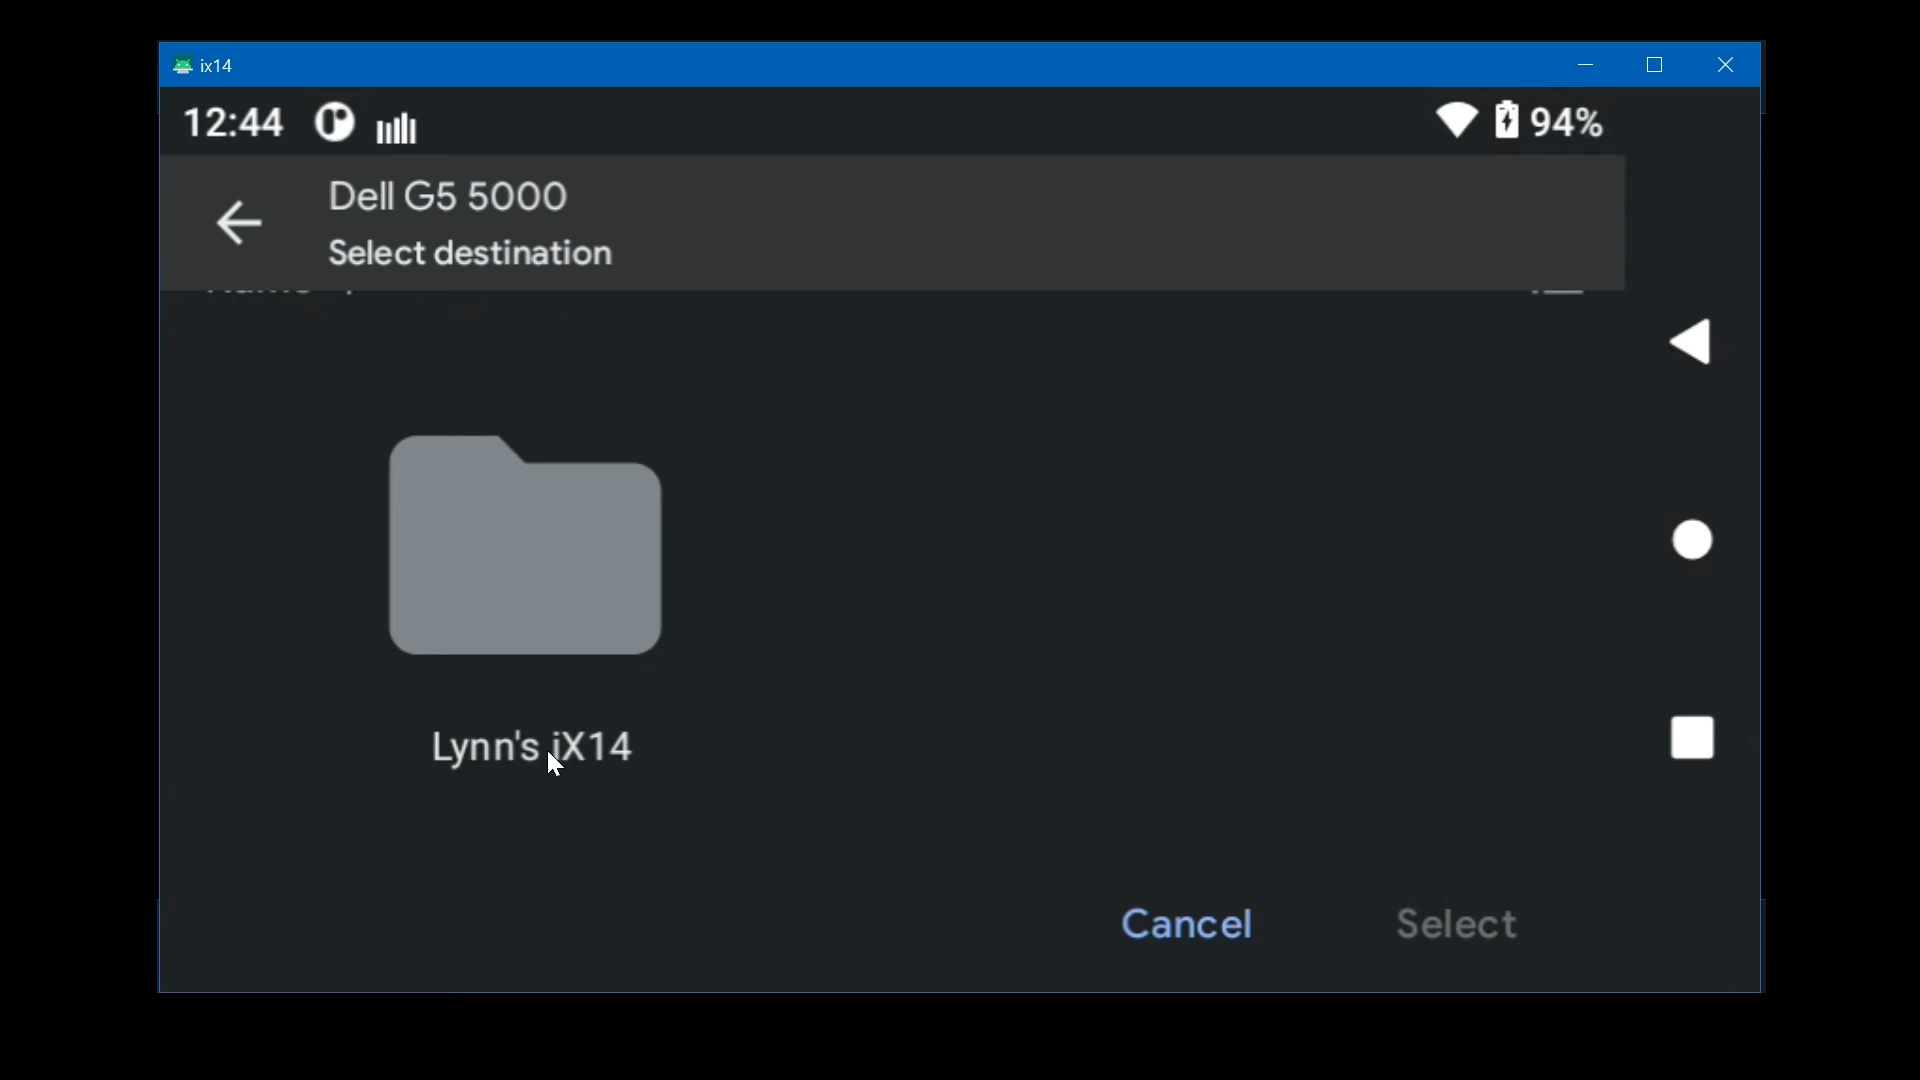 ix14
12:44
94%
Dell G5 5000
Select destination
Lynn's iX14
Cancel
Select